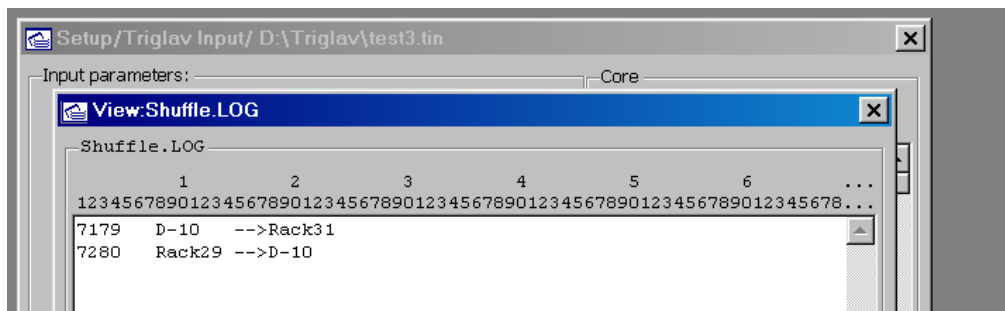 Setup/Triglav Input/ D:\Triglav\test3.tin
Input parameters: Core
View:Shuffle.LOG
Shuffle.LOG
1 2 3 4 5 6 ...
12345678901234567890123456789012345678901234567890123456789012345678...
7179 D-10 -->Rack31
7280 Rack29 -->D-10